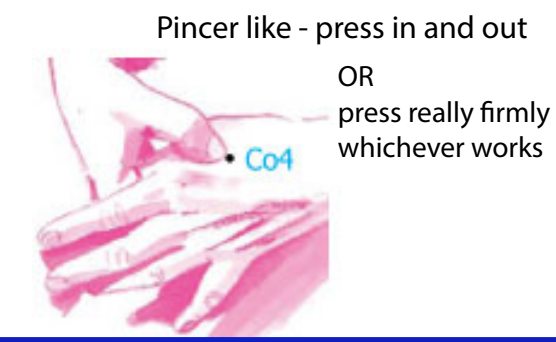 Pincer like - press in and out
OR
press really firmly
whichever works
Co4